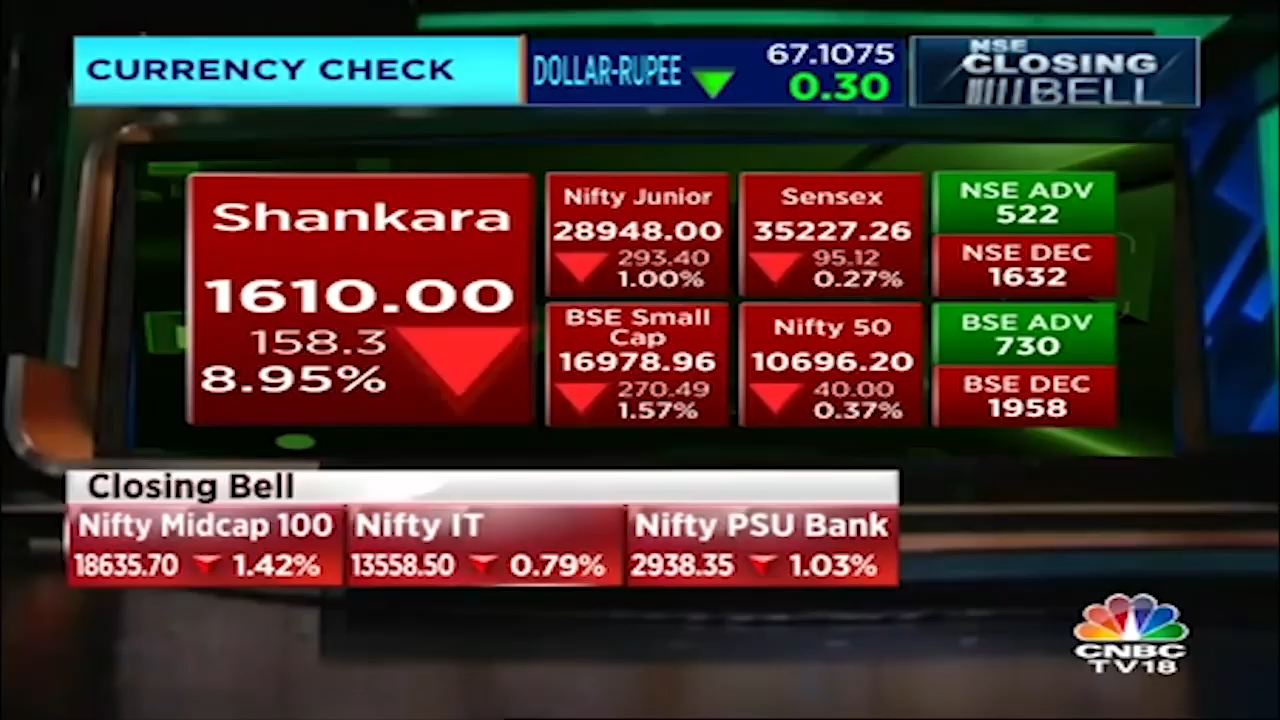 CURRENCY CHECK
DOLLAR-RUPEE
67.1075
0.30
NSE
CLOSING
BELL
Shankara
1610.00
158.3
8.95%
Nifty Junior
28948.00
293.40
1.00%
Sensex
35227.26
95.12
0.27%
NSE ADV
522
NSE DEC
1632
BSE Small
Cap
16978.96
270.49
1.57%
Nifty 50
10696.20
40.00
0.37%
BSE ADV
730
BSE DEC
1958
Closing Bell
Nifty Midcap 100
18635.70 1.42%
Nifty IT
13558.50 0.79%
Nifty PSU Bank
2938.35 1.03%
CNBC
TV18